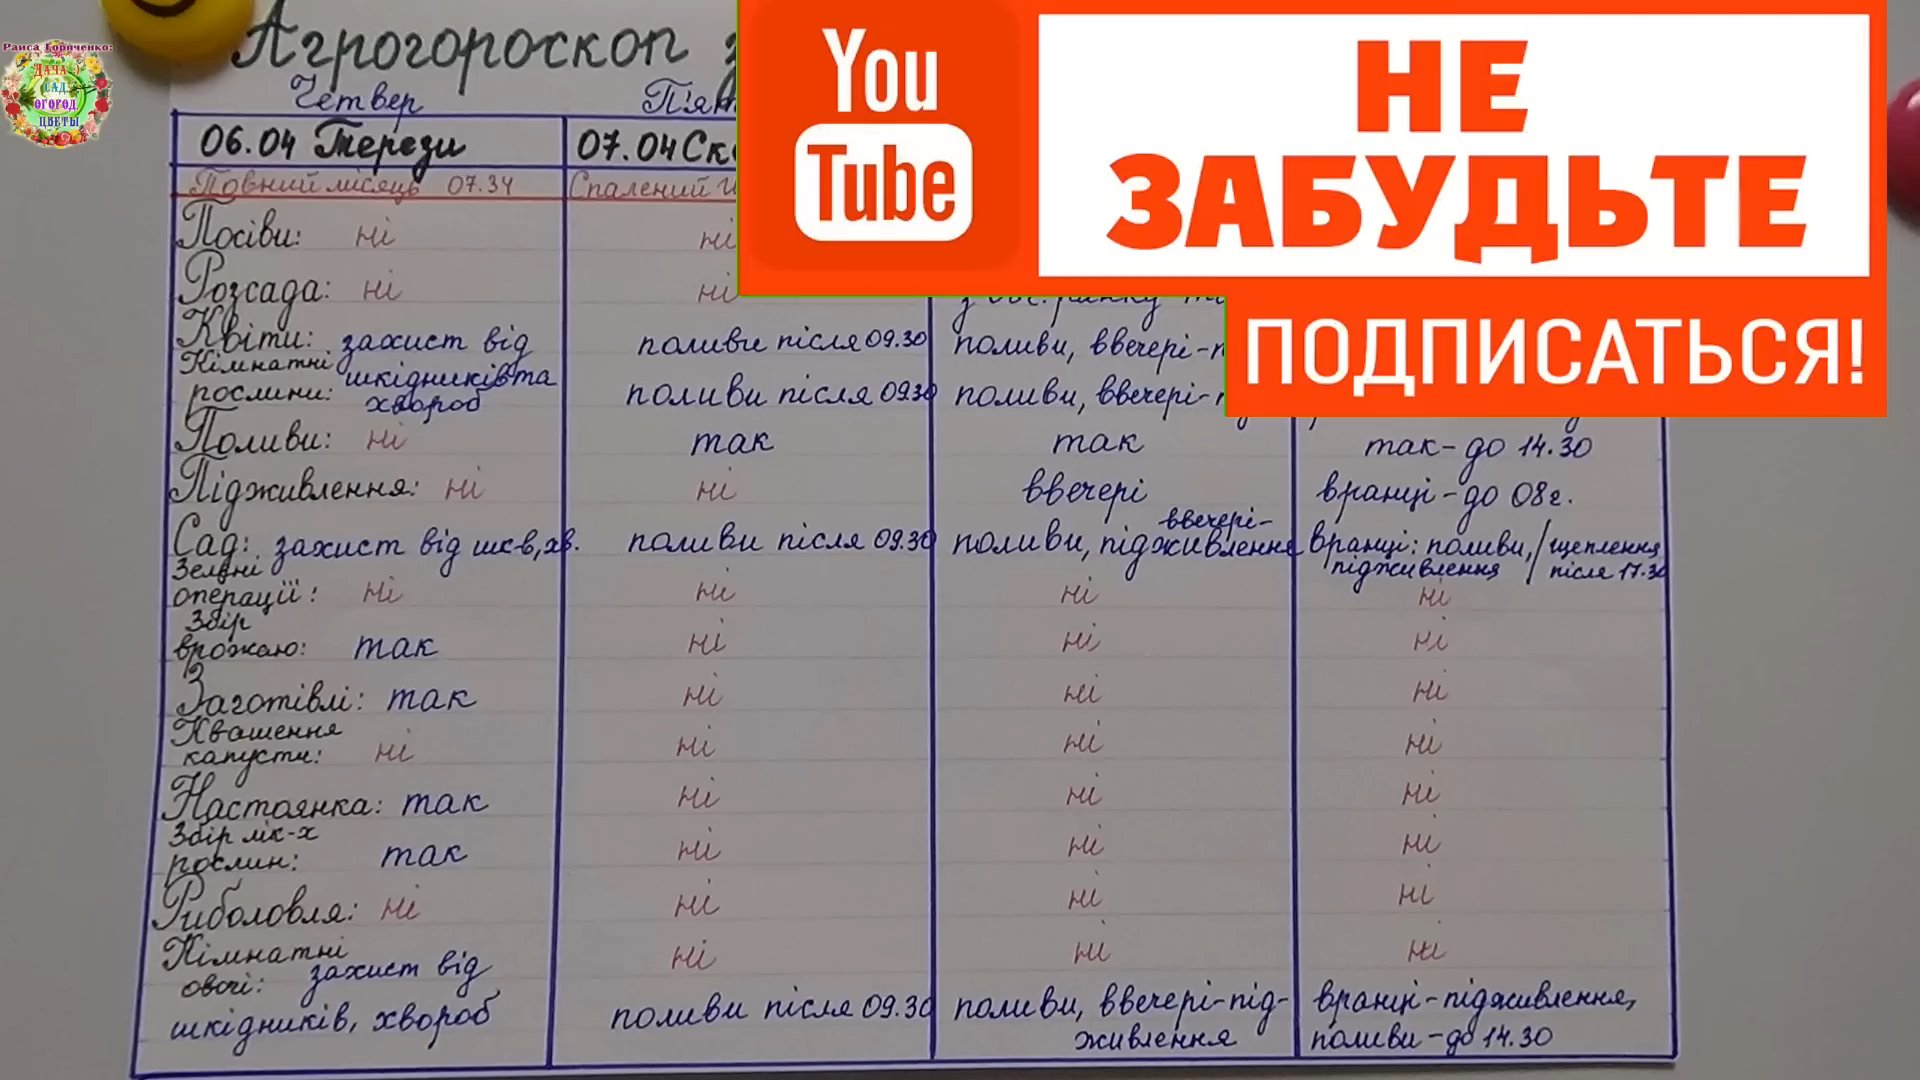 Раиса Горяченко:
ДАЧА :)
САД,
ОГОРОД,
ЦВЕТЫ
You
Tube
НЕ
ЗАБУДЬТЕ
ПОДПИСАТЬСЯ!
Агрогороскоп
Четвер
06.04 Терези 07.04
Повний місяць 07.34 Спалений
Посіви: ні ні
Розсада: ні ні
Квіти: захист від поливи після 09.30 поливи, ввечері-
Кімнатні шкідників та
рослини: хвороб поливи після 09.30 поливи, ввечері-
Поливи: ні так так так-до 14.30
Підживлення: ні ні ввечері вранці-до 08г.
Сад: захист від шк-в, хв. поливи після 09.30 поливи, ввечері- підживлення вранці: поливи, підживлення / щеплення після 17.30
Зелені
операції: ні ні ні ні
Збір
врожаю: так ні ні ні
Заготівлі: так ні ні ні
Квашення
капусти: ні ні ні ні
Настоянка: так ні ні ні
Збір лік-х
рослин: так ні ні ні
Риболовля: ні ні ні ні
Кімнатні
овочі: захист від ні ні ні
шкідників, хвороб поливи після 09.30 поливи, ввечері-під- вранці-підживлення,
живлення поливи-до 14.30